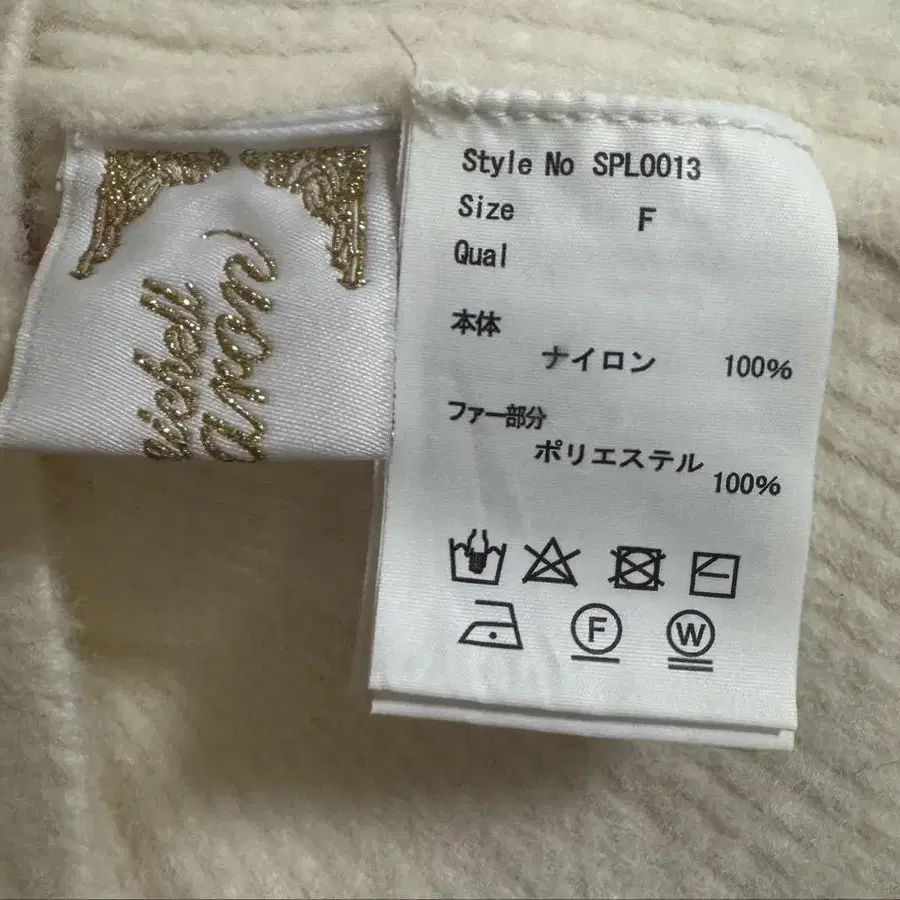 Style No SPL0013
Size F
Qual
本体
ナイロン 100%
ファー部分
ポリエステル 100%
F
W